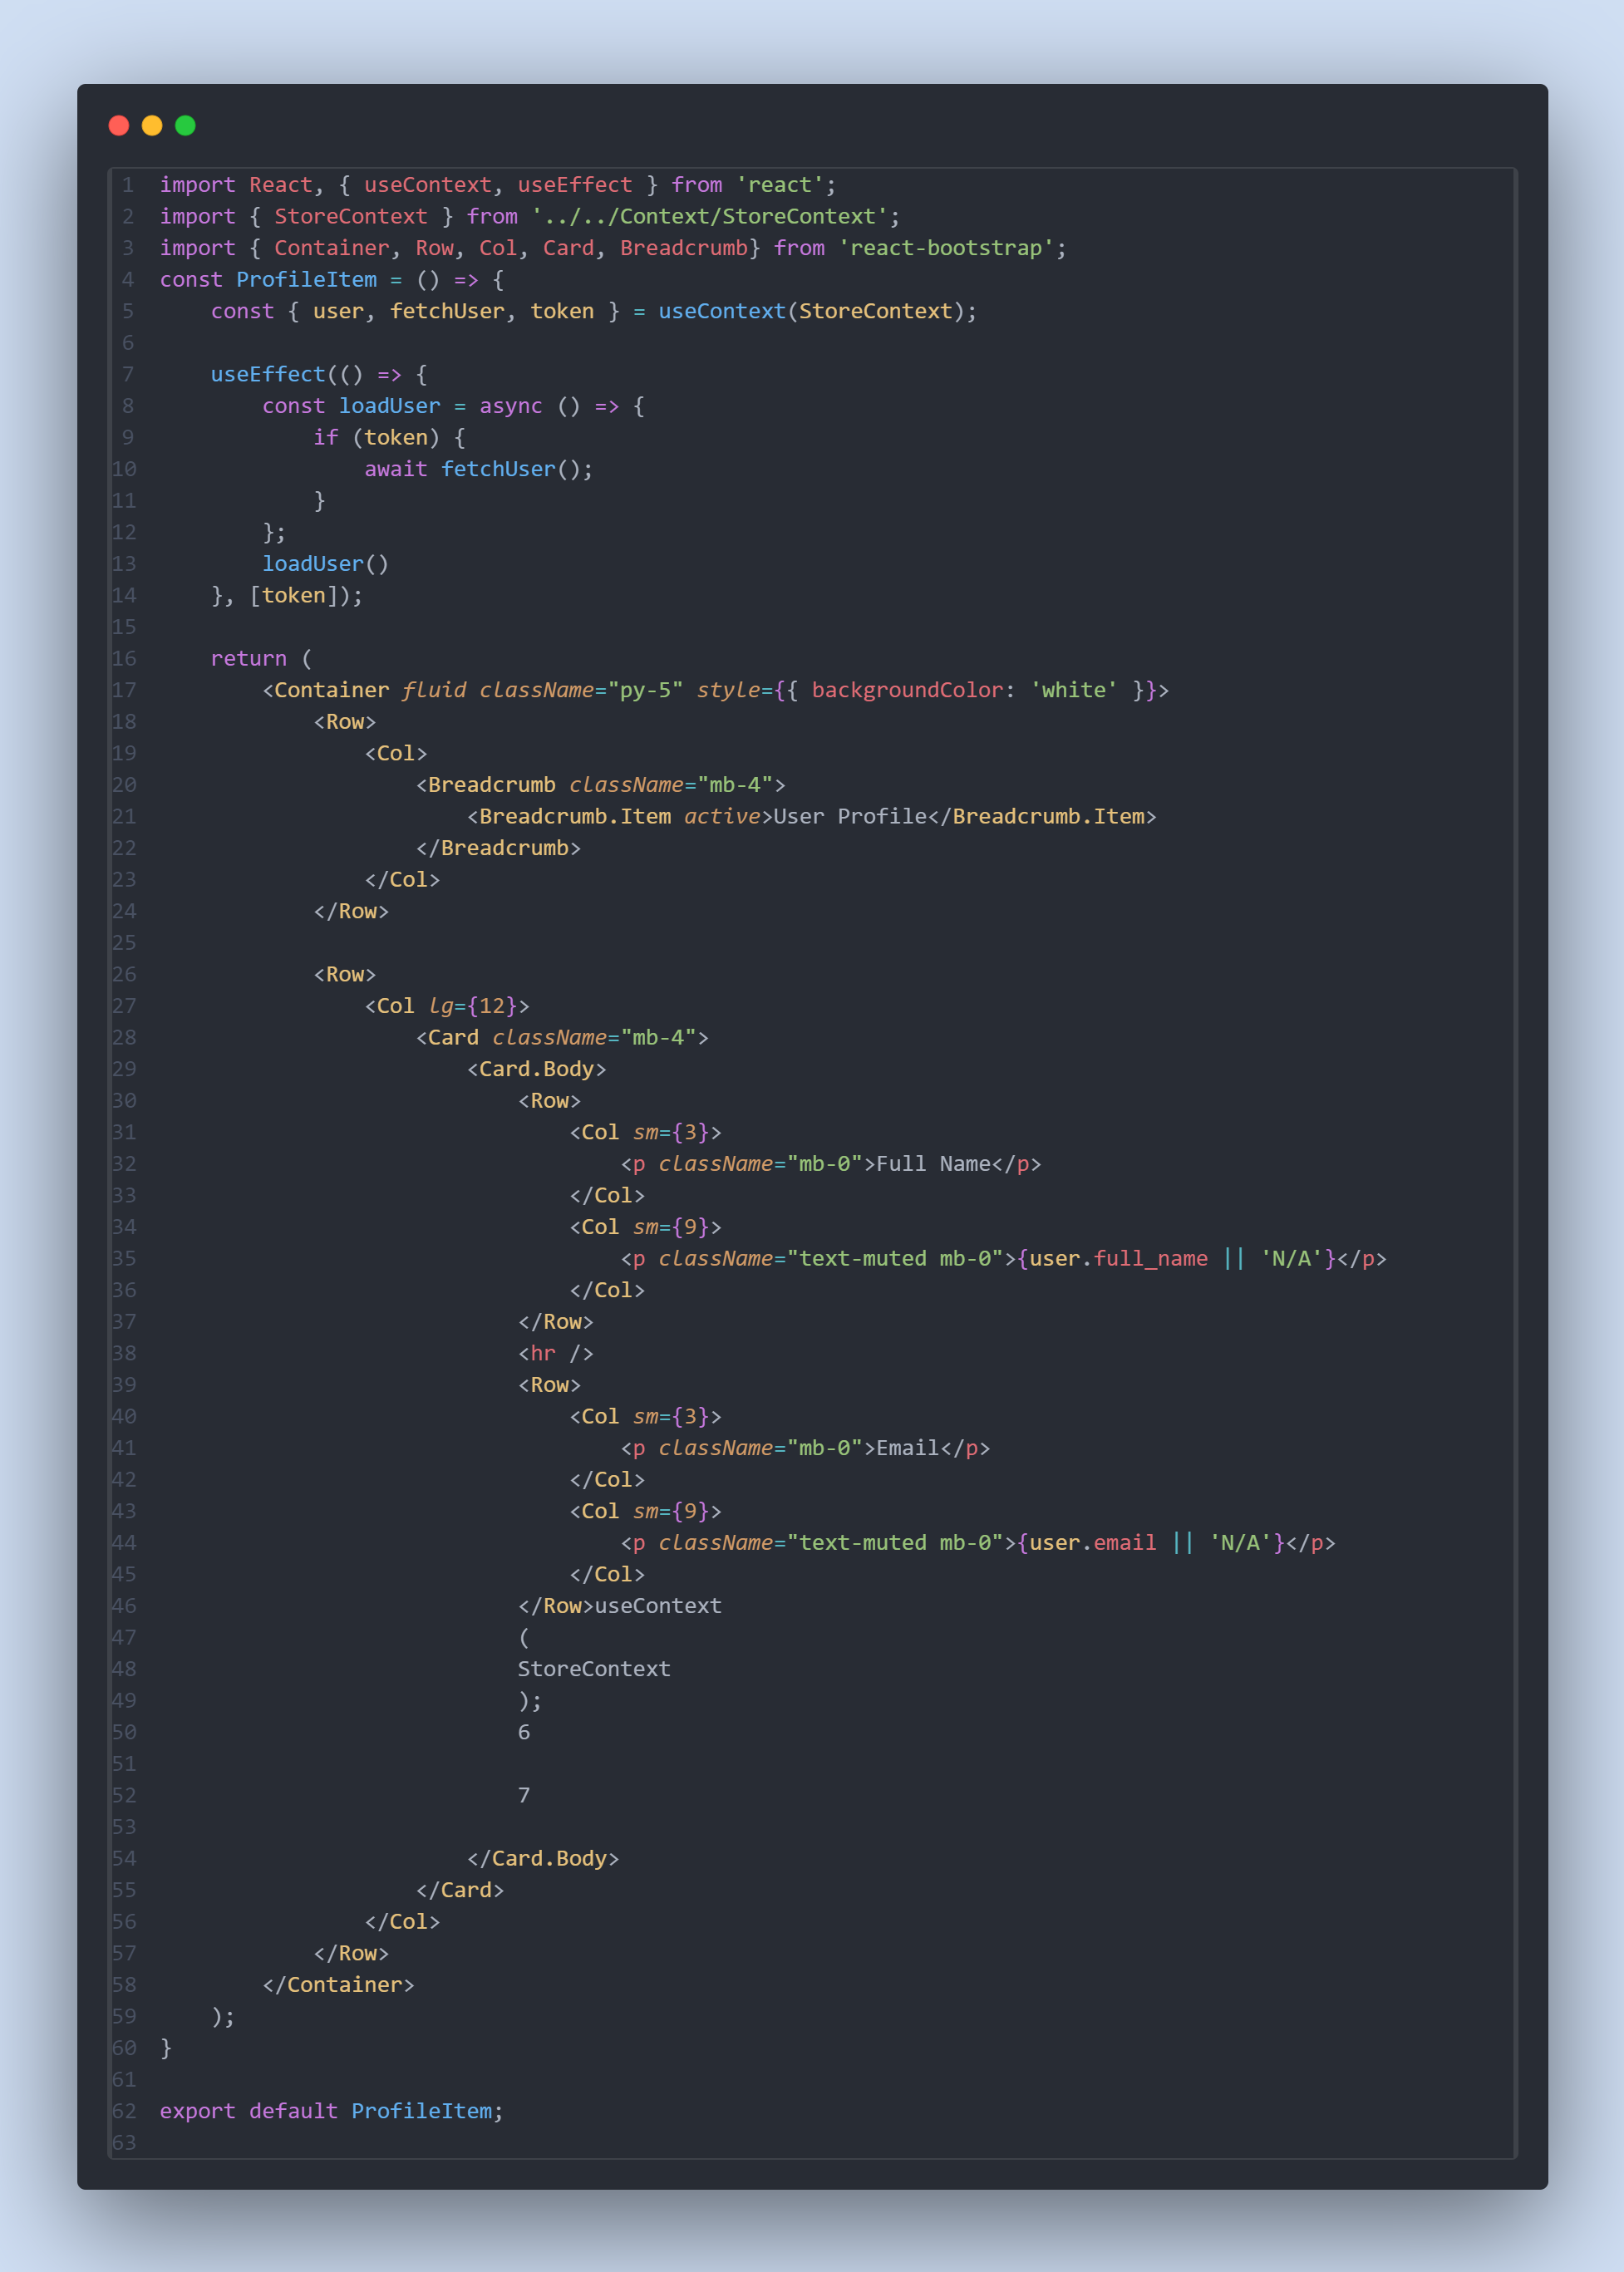 1 import React, { useContext, useEffect } from 'react';
2 import { StoreContext } from '../../Context/StoreContext';
3 import { Container, Row, Col, Card, Breadcrumb} from 'react-bootstrap';
4 const ProfileItem = () => {
5     const { user, fetchUser, token } = useContext(StoreContext);
6
7     useEffect(() => {
8         const loadUser = async () => {
9             if (token) {
10                 await fetchUser();
11             }
12         };
13         loadUser()
14     }, [token]);
15
16     return (
17         <Container fluid className="py-5" style={{ backgroundColor: 'white' }}>
18             <Row>
19                 <Col>
20                     <Breadcrumb className="mb-4">
21                         <Breadcrumb.Item active>User Profile</Breadcrumb.Item>
22                     </Breadcrumb>
23                 </Col>
24             </Row>
25
26             <Row>
27                 <Col lg={12}>
28                     <Card className="mb-4">
29                         <Card.Body>
30                             <Row>
31                                 <Col sm={3}>
32                                     <p className="mb-0">Full Name</p>
33                                 </Col>
34                                 <Col sm={9}>
35                                     <p className="text-muted mb-0">{user.full_name || 'N/A'}</p>
36                                 </Col>
37                             </Row>
38                             <hr />
39                             <Row>
40                                 <Col sm={3}>
41                                     <p className="mb-0">Email</p>
42                                 </Col>
43                                 <Col sm={9}>
44                                     <p className="text-muted mb-0">{user.email || 'N/A'}</p>
45                                 </Col>
46                             </Row>useContext
47                             (
48                             StoreContext
49                             );
50                             6
51
52                             7
53
54                         </Card.Body>
55                     </Card>
56                 </Col>
57             </Row>
58         </Container>
59     );
60 }
61
62 export default ProfileItem;
63